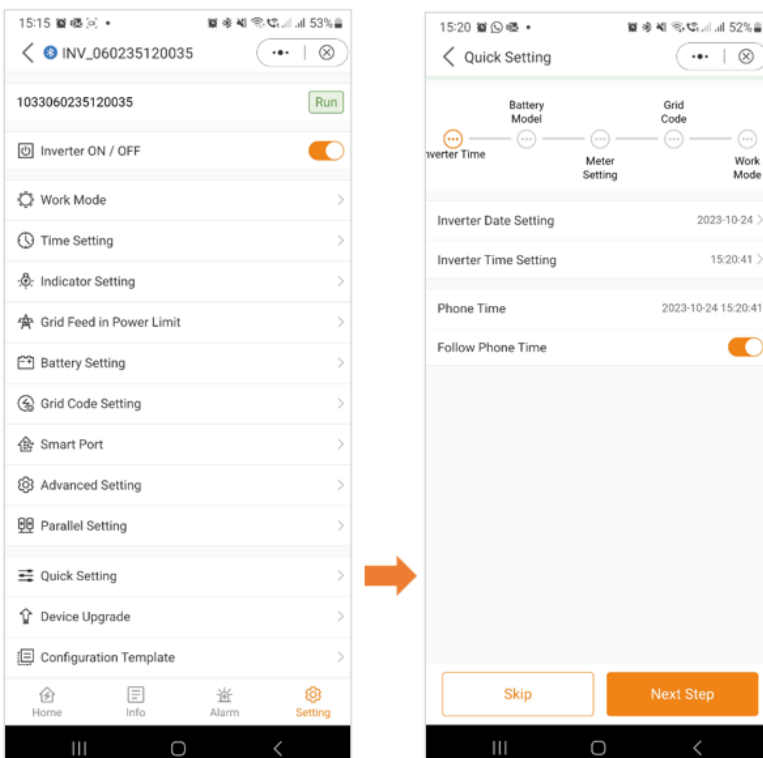 15:15
53%
INV_060235120035
1033060235120035
Run
Inverter ON / OFF
Work Mode
Time Setting
Indicator Setting
Grid Feed in Power Limit
Battery Setting
Grid Code Setting
Smart Port
Advanced Setting
Parallel Setting
Quick Setting
Device Upgrade
Configuration Template
Home
Info
Alarm
Setting
15:20
52%
Quick Setting
Battery
Model
Grid
Code
nverter Time
Meter
Setting
Work
Mode
Inverter Date Setting
2023-10-24
Inverter Time Setting
15:20:41
Phone Time
2023-10-24 15:20:41
Follow Phone Time
Skip
Next Step